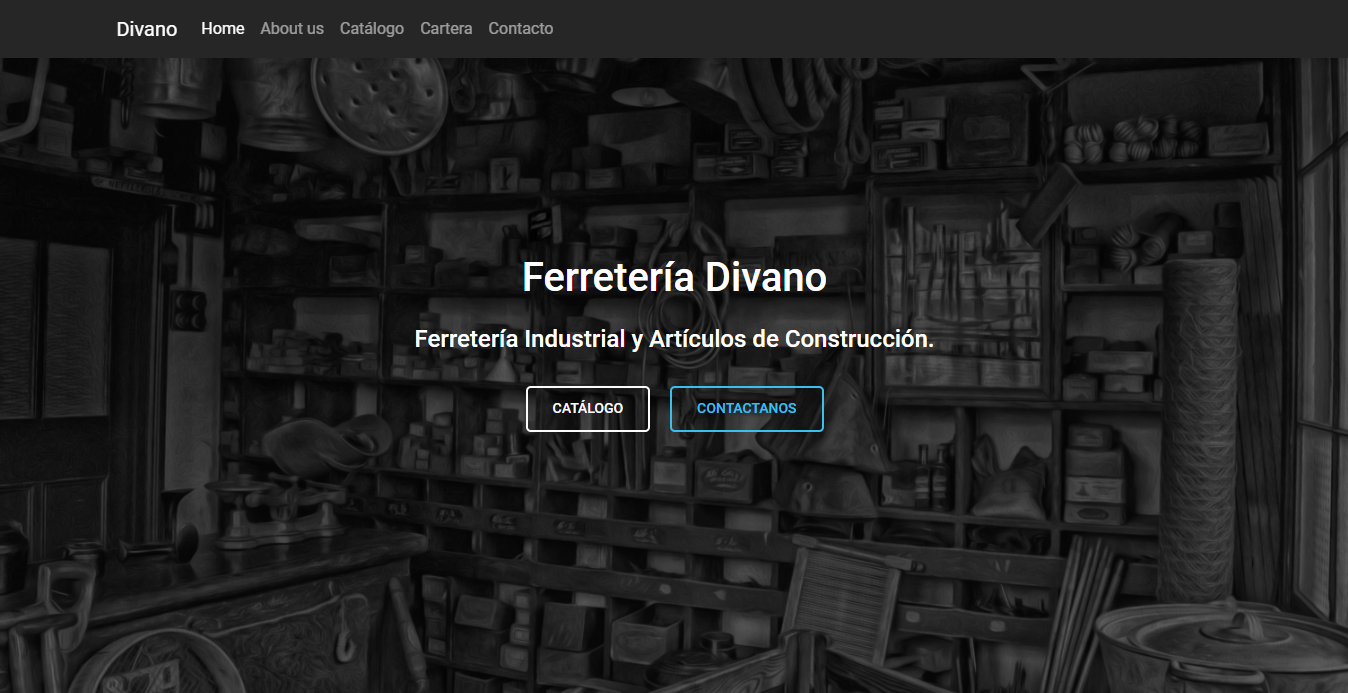 Divano Home About us Catálogo Cartera Contacto
Ferretería Divano
Ferretería Industrial y Artículos de Construcción.
CATÁLOGO CONTACTANOS